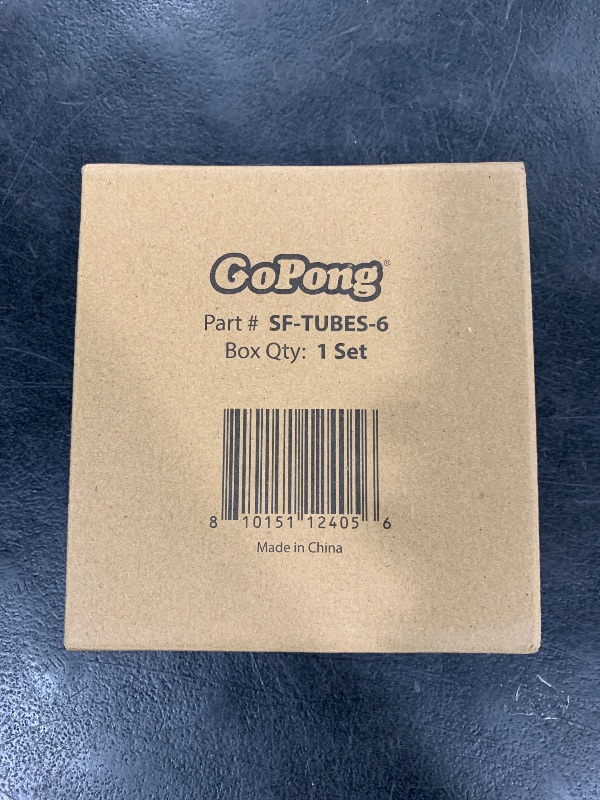 GoPong®
Part # SF-TUBES-6
Box Qty: 1 Set
8 10151 12405 6
Made in China